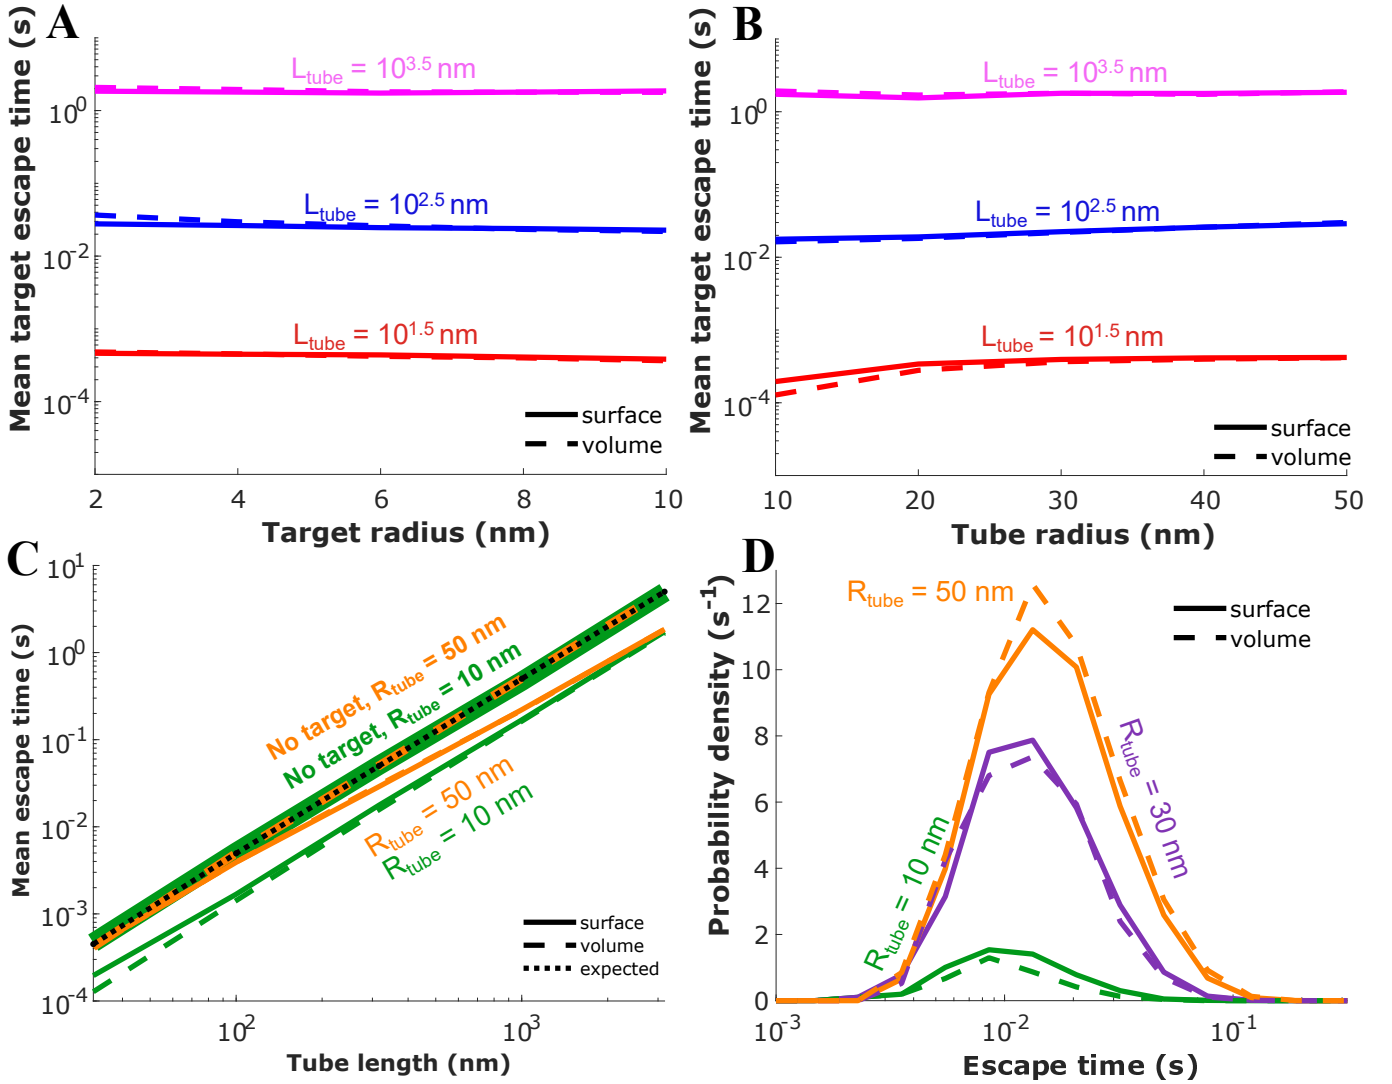 A
Mean target escape time (s)
10^0
10^-2
10^-4
L_tube = 10^3.5 nm
L_tube = 10^2.5 nm
L_tube = 10^1.5 nm
surface
volume
2 4 6 8 10
Target radius (nm)
B
Mean target escape time (s)
10^0
10^-2
10^-4
L_tube = 10^3.5 nm
L_tube = 10^2.5 nm
L_tube = 10^1.5 nm
surface
volume
10 20 30 40 50
Tube radius (nm)
C
Mean escape time (s)
10^1
10^0
10^-1
10^-2
10^-3
10^-4
No target, R_tube = 50 nm
No target, R_tube = 10 nm
R_tube = 50 nm
R_tube = 10 nm
surface
volume
expected
10^2 10^3
Tube length (nm)
D
Probability density (s^-1)
12
10
8
6
4
2
0
R_tube = 50 nm
R_tube = 30 nm
R_tube = 10 nm
surface
volume
10^-3 10^-2 10^-1
Escape time (s)